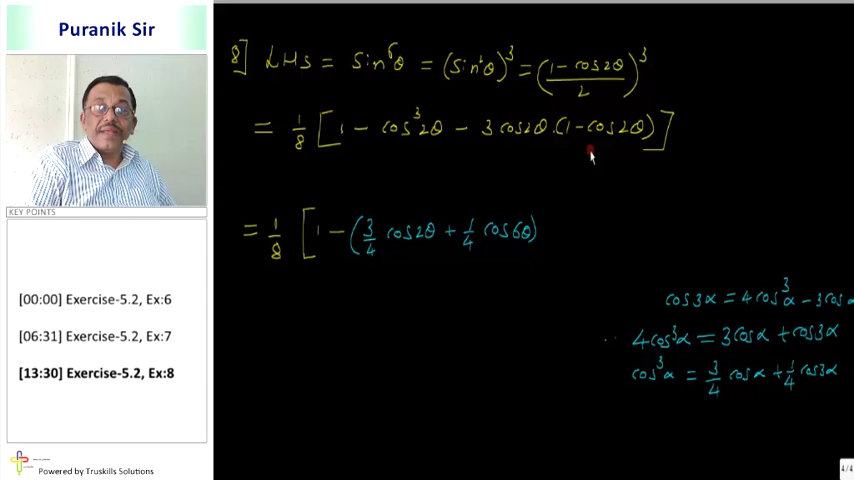 Puranik Sir
KEY POINTS
[00:00] Exercise-5.2, Ex:6
[06:31] Exercise-5.2, Ex:7
[13:30] Exercise-5.2, Ex:8
Powered by Truskills Solutions
8] LHS = sin⁶θ = (sin²θ)³ = ((1 - cos2θ)/2)³
= 1/8 [1 - cos³2θ - 3 cos2θ.(1 - cos2θ)]
= 1/8 [1 - (3/4 cos2θ + 1/4 cos6θ)
cos3α = 4cos³α - 3cosα
4cos³α = 3cosα + cos3α
cos³α = 3/4 cosα + 1/4 cos3α
4/4